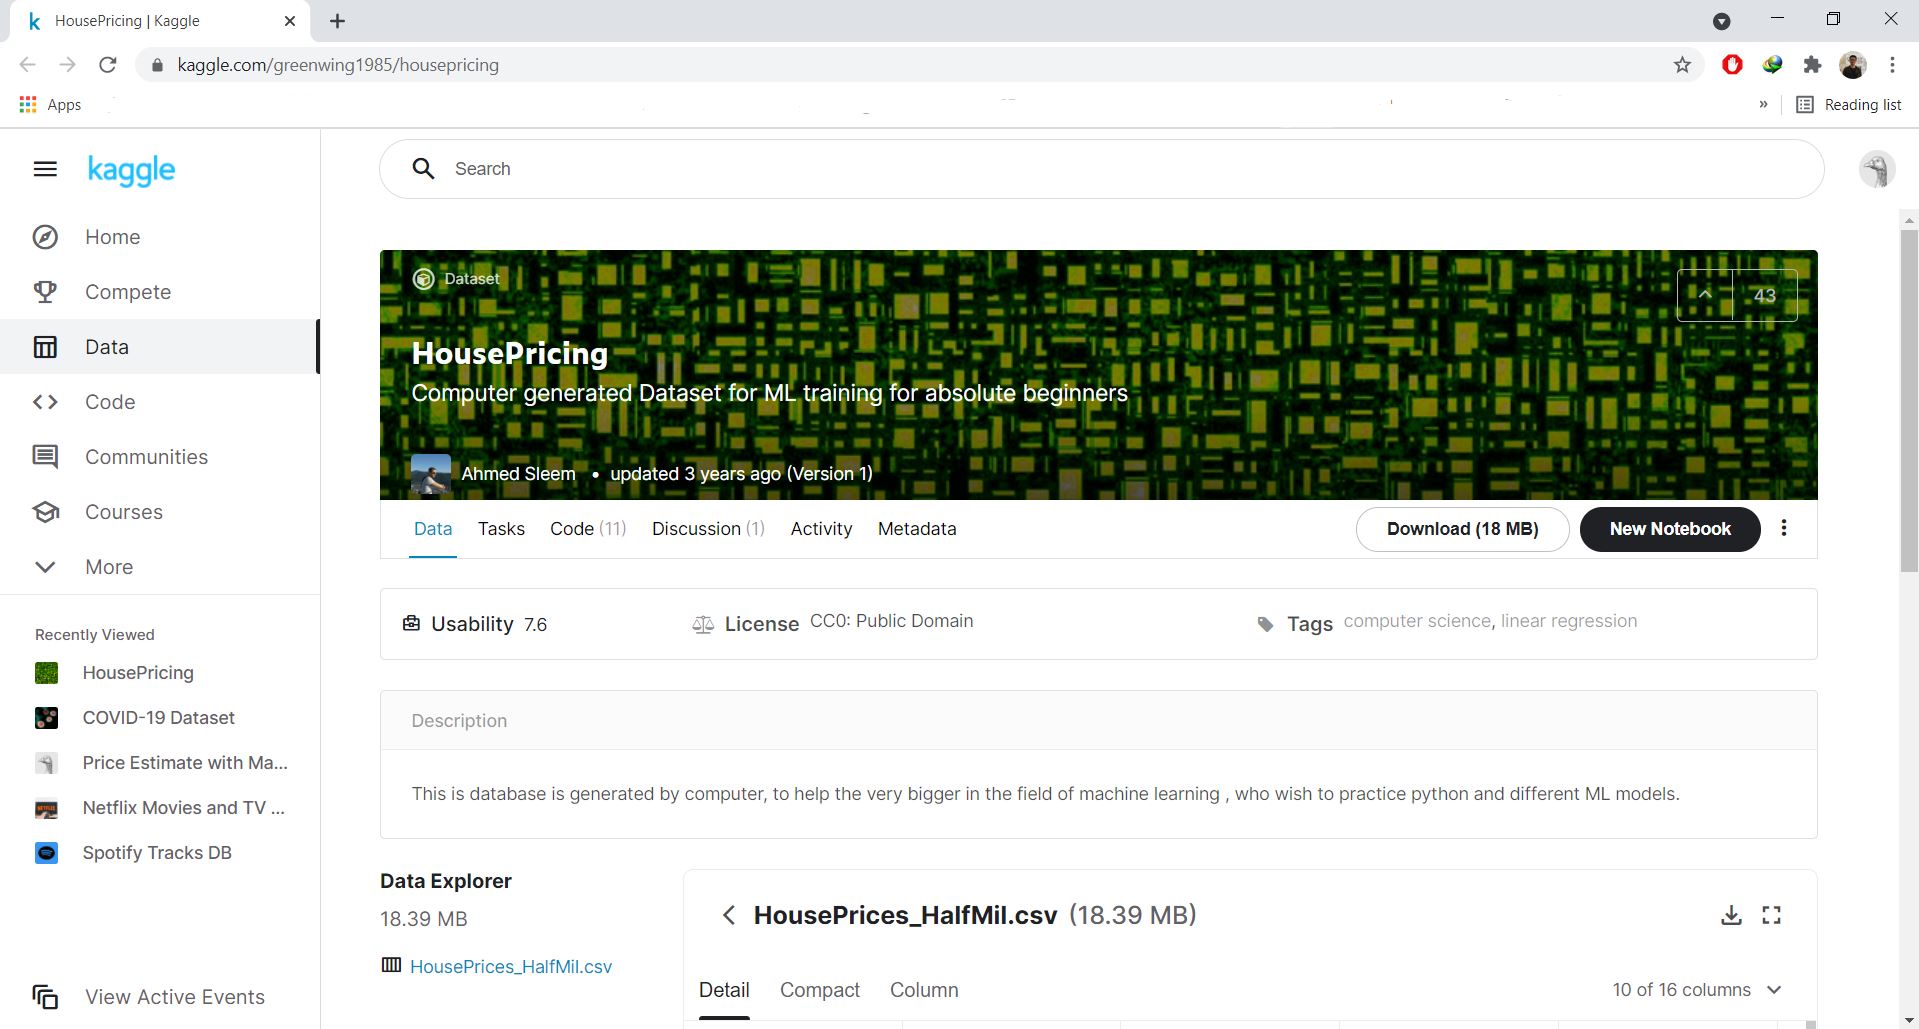 HousePricing | Kaggle
kaggle.com/greenwing1985/housepricing
Apps
» Reading list
kaggle
Search
Home
Compete
Data
Code
Communities
Courses
More
Recently Viewed
HousePricing
COVID-19 Dataset
Price Estimate with Ma...
Netflix Movies and TV ...
Spotify Tracks DB
View Active Events
Dataset
43
HousePricing
Computer generated Dataset for ML training for absolute beginners
Ahmed Sleem • updated 3 years ago (Version 1)
Data Tasks Code (11) Discussion (1) Activity Metadata Download (18 MB) New Notebook
Usability 7.6 License CC0: Public Domain Tags computer science, linear regression
Description
This is database is generated by computer, to help the very bigger in the field of machine learning , who wish to practice python and different ML models.
Data Explorer
18.39 MB
HousePrices_HalfMil.csv
HousePrices_HalfMil.csv (18.39 MB)
Detail Compact Column 10 of 16 columns